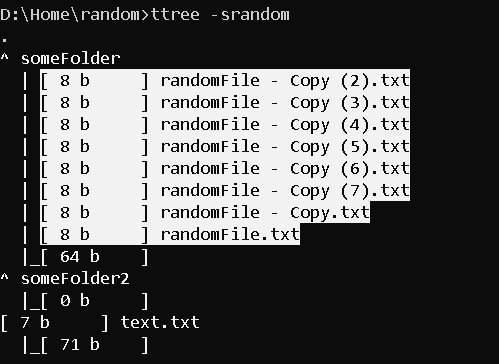 D:\Home\random>ttree -srandom
.
^ someFolder
  | [ 8 b     ] randomFile - Copy (2).txt
  | [ 8 b     ] randomFile - Copy (3).txt
  | [ 8 b     ] randomFile - Copy (4).txt
  | [ 8 b     ] randomFile - Copy (5).txt
  | [ 8 b     ] randomFile - Copy (6).txt
  | [ 8 b     ] randomFile - Copy (7).txt
  | [ 8 b     ] randomFile - Copy.txt
  | [ 8 b     ] randomFile.txt
  |_[ 64 b    ]
^ someFolder2
  |_[ 0 b     ]
[ 7 b     ] text.txt
  |_[ 71 b    ]